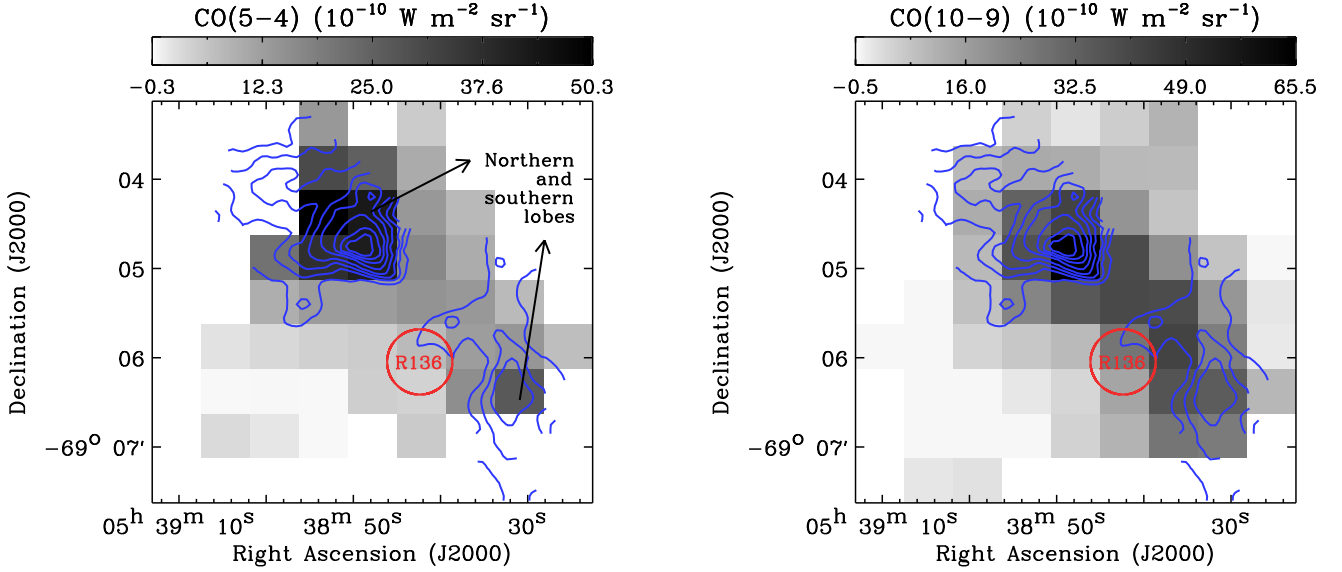 CO(5−4) (10⁻¹⁰ W m⁻² sr⁻¹)
−0.3 12.3 25.0 37.6 50.3
Northern
and
southern
lobes
R136
04
05
06
−69° 07′
Declination (J2000)
05ʰ 39ᵐ 10ˢ 38ᵐ 50ˢ 30ˢ
Right Ascension (J2000)
CO(10−9) (10⁻¹⁰ W m⁻² sr⁻¹)
−0.5 16.0 32.5 49.0 65.5
R136
04
05
06
−69° 07′
Declination (J2000)
05ʰ 39ᵐ 10ˢ 38ᵐ 50ˢ 30ˢ
Right Ascension (J2000)